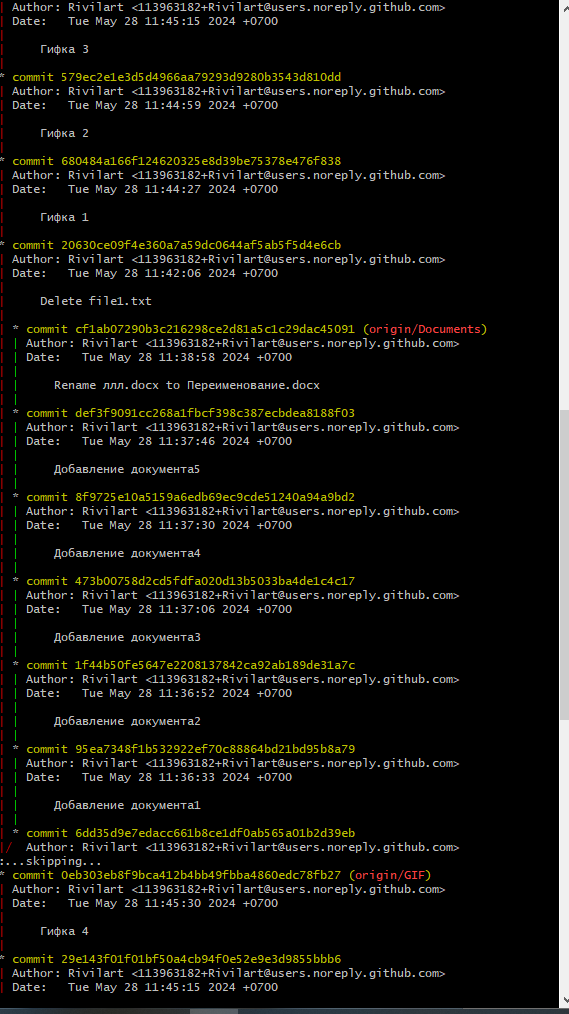 | Author: Rivilart <113963182+Rivilart@users.noreply.github.com>
| Date:   Tue May 28 11:45:15 2024 +0700
|
|     Гифка 3
|
* commit 579ec2e1e3d5d4966aa79293d9280b3543d810dd
| Author: Rivilart <113963182+Rivilart@users.noreply.github.com>
| Date:   Tue May 28 11:44:59 2024 +0700
|
|     Гифка 2
|
* commit 680484a166f124620325e8d39be75378e476f838
| Author: Rivilart <113963182+Rivilart@users.noreply.github.com>
| Date:   Tue May 28 11:44:27 2024 +0700
|
|     Гифка 1
|
* commit 20630ce09f4e360a7a59dc0644af5ab5f5d4e6cb
| Author: Rivilart <113963182+Rivilart@users.noreply.github.com>
| Date:   Tue May 28 11:42:06 2024 +0700
|
|     Delete file1.txt
|
| * commit cf1ab07290b3c216298ce2d81a5c1c29dac45091 (origin/Documents)
| | Author: Rivilart <113963182+Rivilart@users.noreply.github.com>
| | Date:   Tue May 28 11:38:58 2024 +0700
| |
| |     Rename ллл.docx to Переименование.docx
| |
| * commit def3f9091cc268a1fbcf398c387ecbdea8188f03
| | Author: Rivilart <113963182+Rivilart@users.noreply.github.com>
| | Date:   Tue May 28 11:37:46 2024 +0700
| |
| |     Добавление документа5
| |
| * commit 8f9725e10a5159a6edb69ec9cde51240a94a9bd2
| | Author: Rivilart <113963182+Rivilart@users.noreply.github.com>
| | Date:   Tue May 28 11:37:30 2024 +0700
| |
| |     Добавление документа4
| |
| * commit 473b00758d2cd5fdfa020d13b5033ba4de1c4c17
| | Author: Rivilart <113963182+Rivilart@users.noreply.github.com>
| | Date:   Tue May 28 11:37:06 2024 +0700
| |
| |     Добавление документа3
| |
| * commit 1f44b50fe5647e2208137842ca92ab189de31a7c
| | Author: Rivilart <113963182+Rivilart@users.noreply.github.com>
| | Date:   Tue May 28 11:36:52 2024 +0700
| |
| |     Добавление документа2
| |
| * commit 95ea7348f1b532922ef70c88864bd21bd95b8a79
| | Author: Rivilart <113963182+Rivilart@users.noreply.github.com>
| | Date:   Tue May 28 11:36:33 2024 +0700
| |
| |     Добавление документа1
| |
| * commit 6dd35d9e7edacc661b8ce1df0ab565a01b2d39eb
|/  Author: Rivilart <113963182+Rivilart@users.noreply.github.com>
:...skipping...
* commit 0eb303eb8f9bca412b4bb49fbba4860edc78fb27 (origin/GIF)
| Author: Rivilart <113963182+Rivilart@users.noreply.github.com>
| Date:   Tue May 28 11:45:30 2024 +0700
|
|     Гифка 4
|
* commit 29e143f01f01bf50a4cb94f0e52e9e3d9855bbb6
| Author: Rivilart <113963182+Rivilart@users.noreply.github.com>
| Date:   Tue May 28 11:45:15 2024 +0700